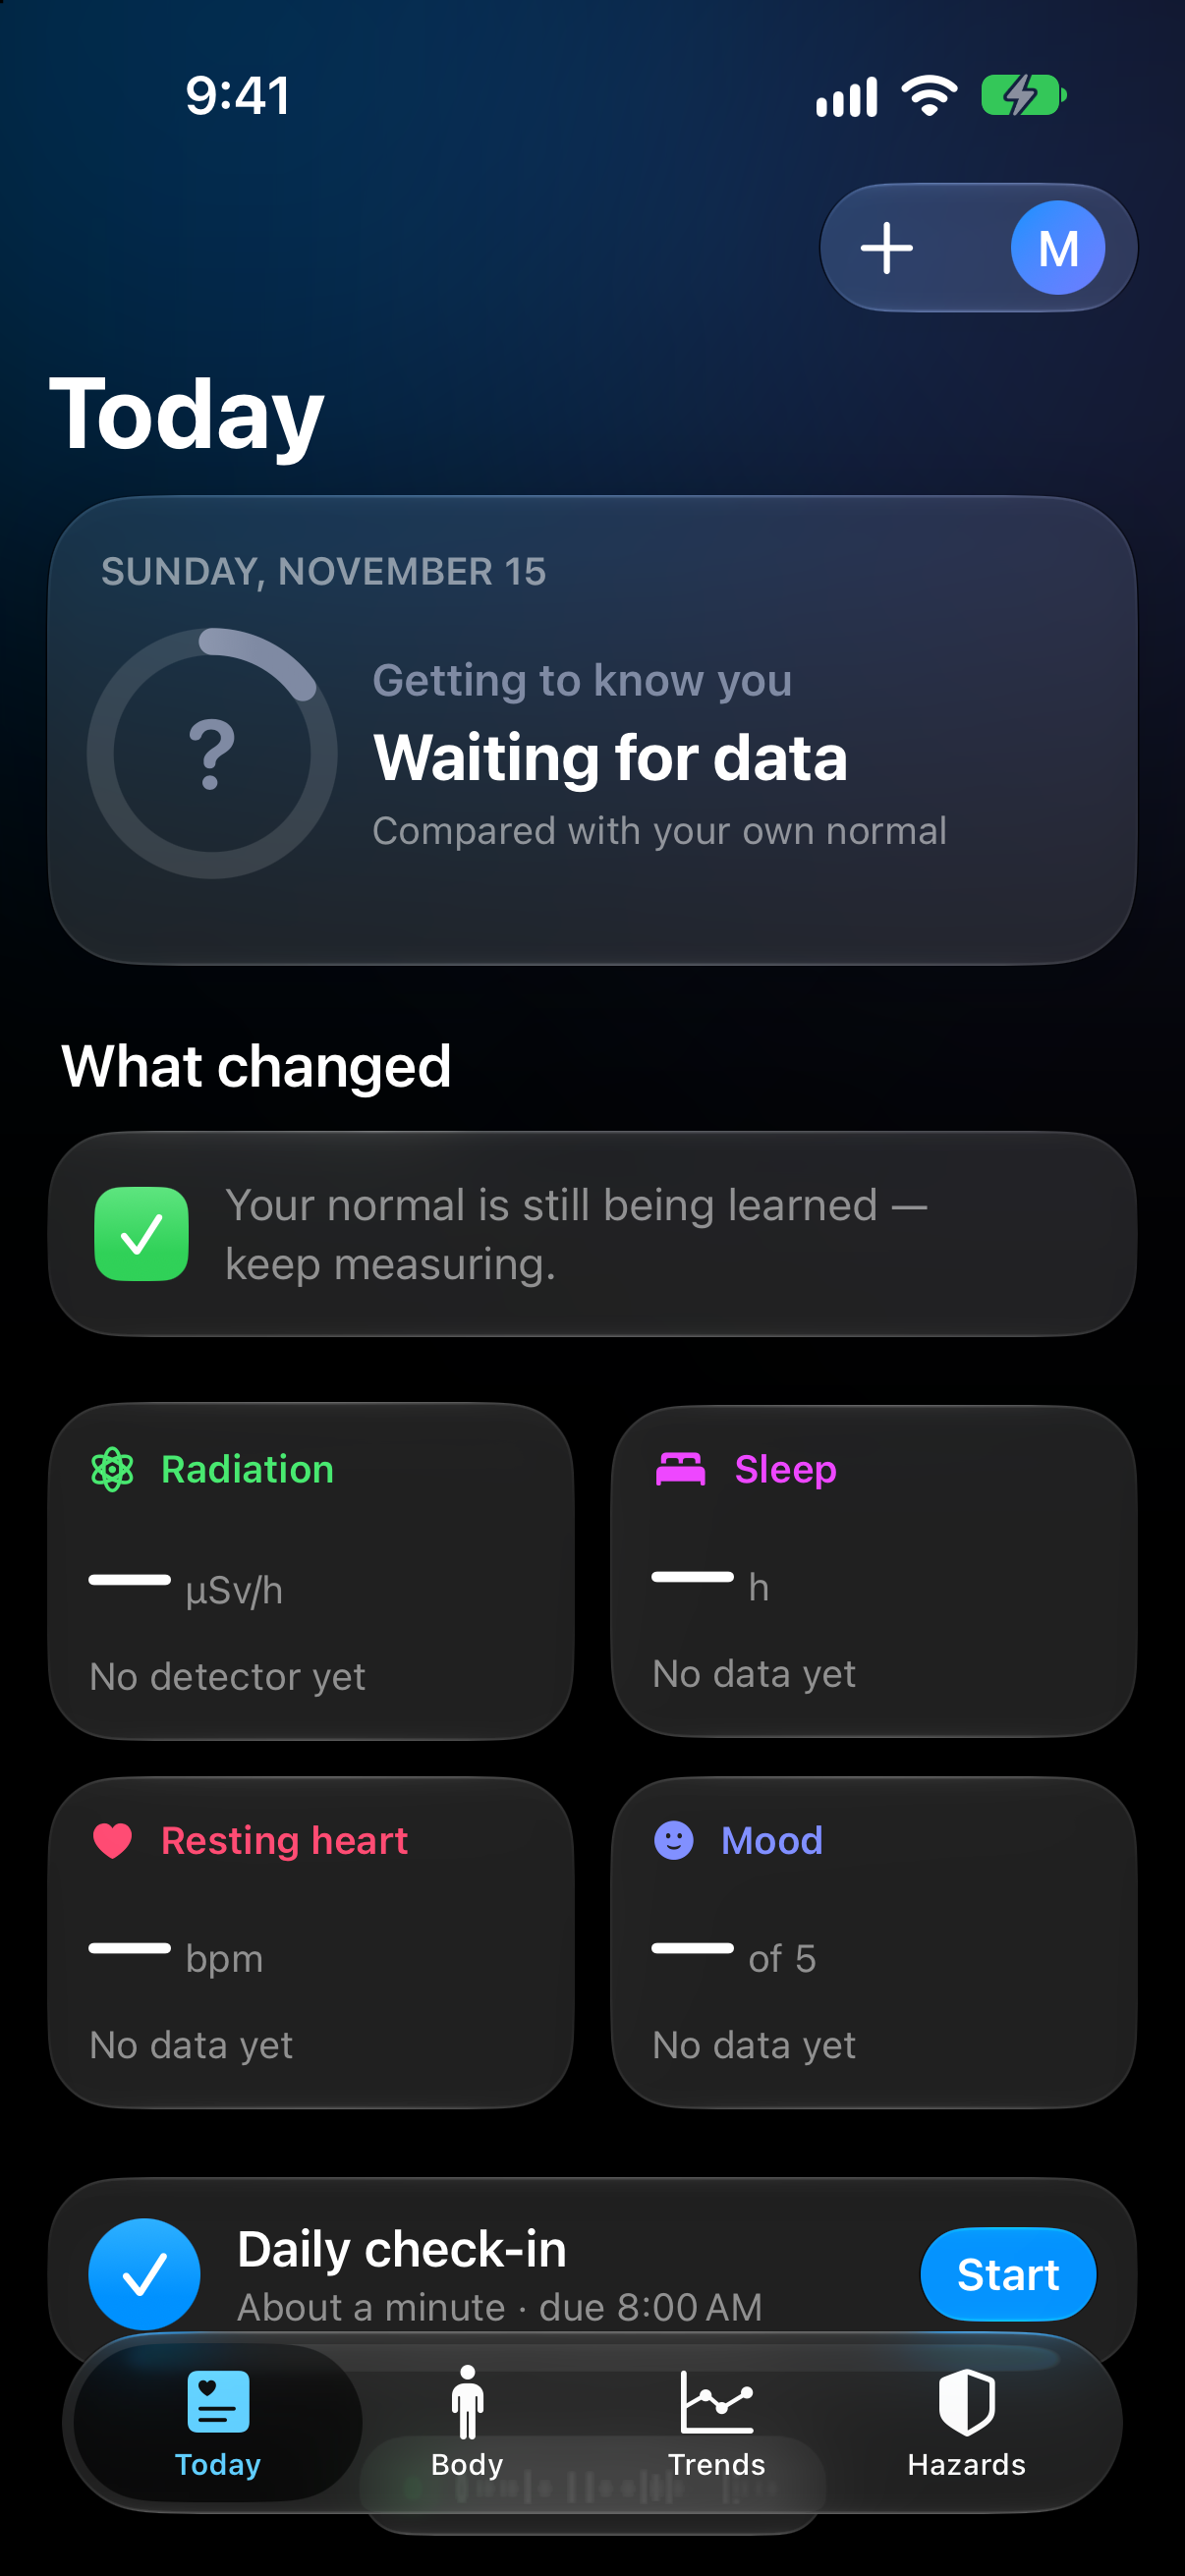 9:41
M
Today
SUNDAY, NOVEMBER 15
?
Getting to know you
Waiting for data
Compared with your own normal
What changed
Your normal is still being learned —
keep measuring.
Radiation
— µSv/h
No detector yet
Sleep
— h
No data yet
Resting heart
— bpm
No data yet
Mood
— of 5
No data yet
Daily check-in
About a minute · due 8:00 AM
Start
Today
Body
Trends
Hazards